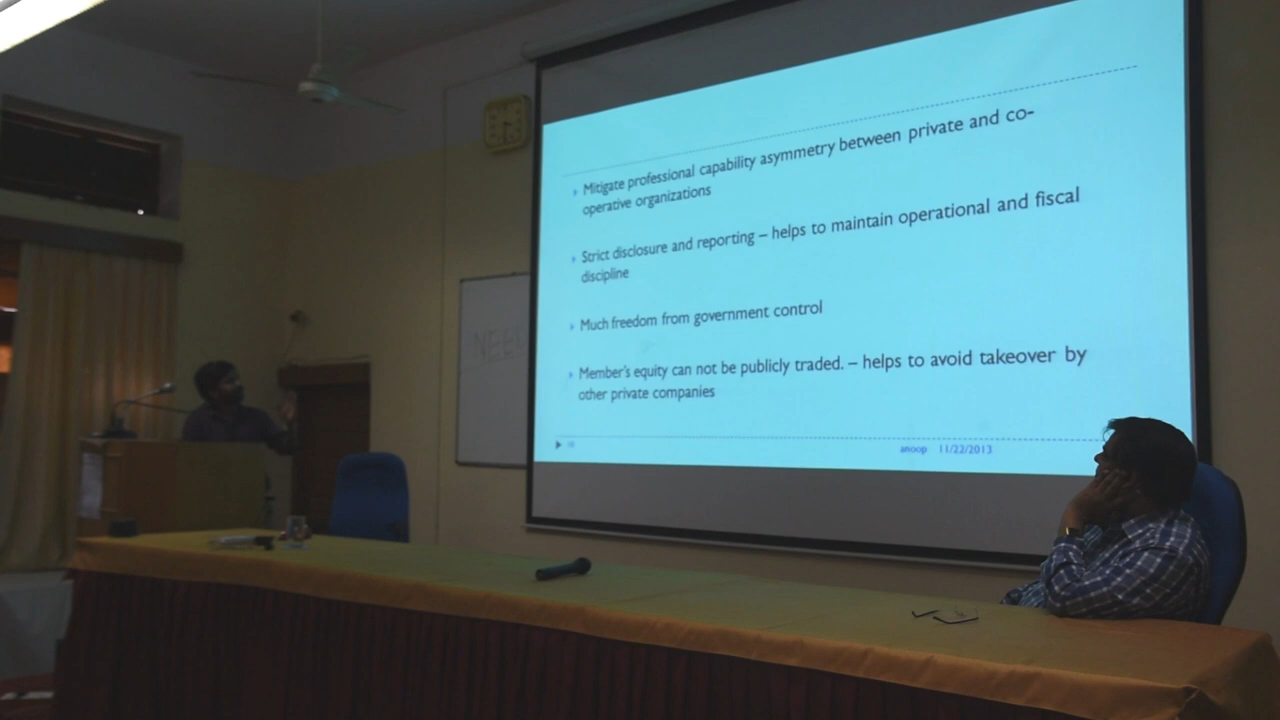 Mitigate professional capability asymmetry between private and co-
operative organizations
Strict disclosure and reporting – helps to maintain operational and fiscal
discipline
Much freedom from government control
Member's equity can not be publicly traded. – helps to avoid takeover by
other private companies
anoop 11/22/2013